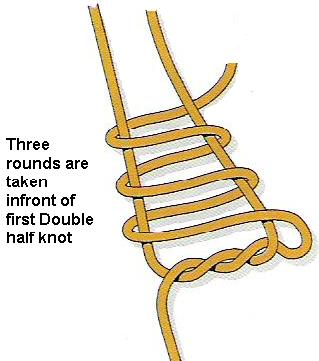 Three
rounds are
taken
infront of
first Double
half knot